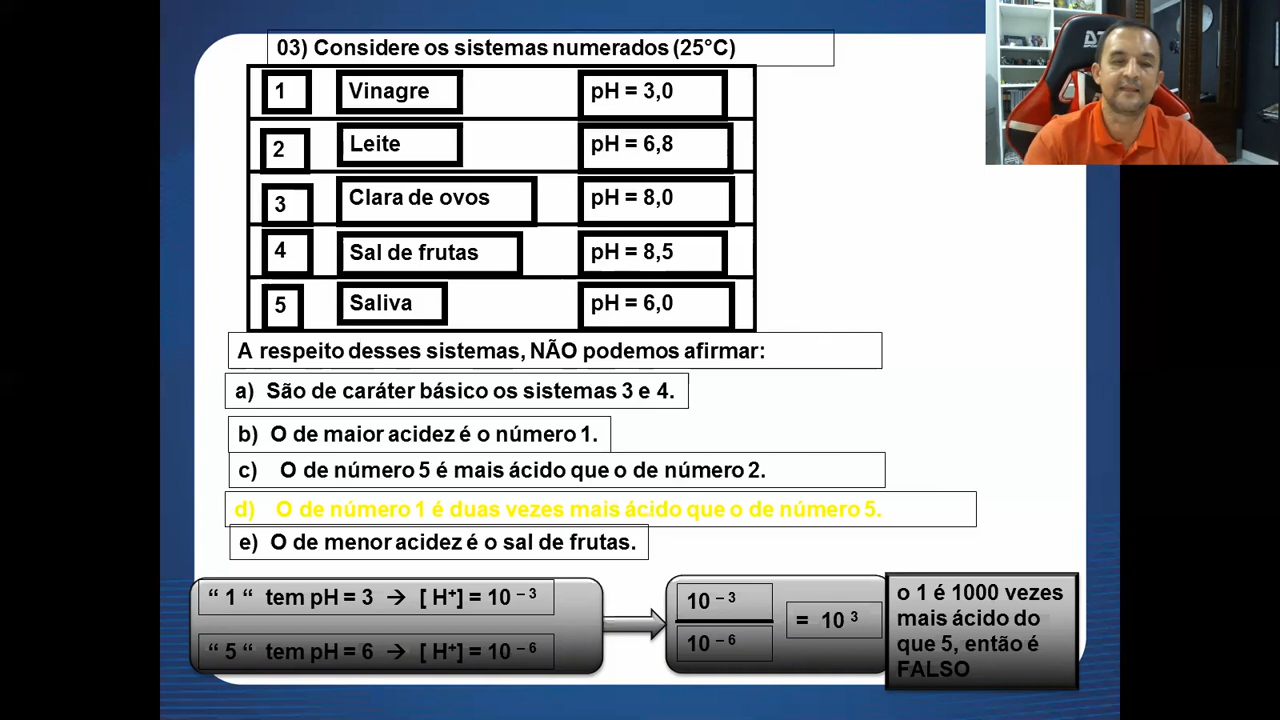 03) Considere os sistemas numerados (25°C)
1 Vinagre pH = 3,0
2 Leite pH = 6,8
3 Clara de ovos pH = 8,0
4 Sal de frutas pH = 8,5
5 Saliva pH = 6,0
A respeito desses sistemas, NÃO podemos afirmar:
a) São de caráter básico os sistemas 3 e 4.
b) O de maior acidez é o número 1.
c) O de número 5 é mais ácido que o de número 2.
d) O de número 1 é duas vezes mais ácido que o de número 5.
e) O de menor acidez é o sal de frutas.
“ 1 “ tem pH = 3 → [ H⁺] = 10 ⁻ ³
“ 5 “ tem pH = 6 → [ H⁺] = 10 ⁻ ⁶
10 ⁻ ³
10 ⁻ ⁶
= 10 ³
o 1 é 1000 vezes
mais ácido do
que 5, então é
FALSO